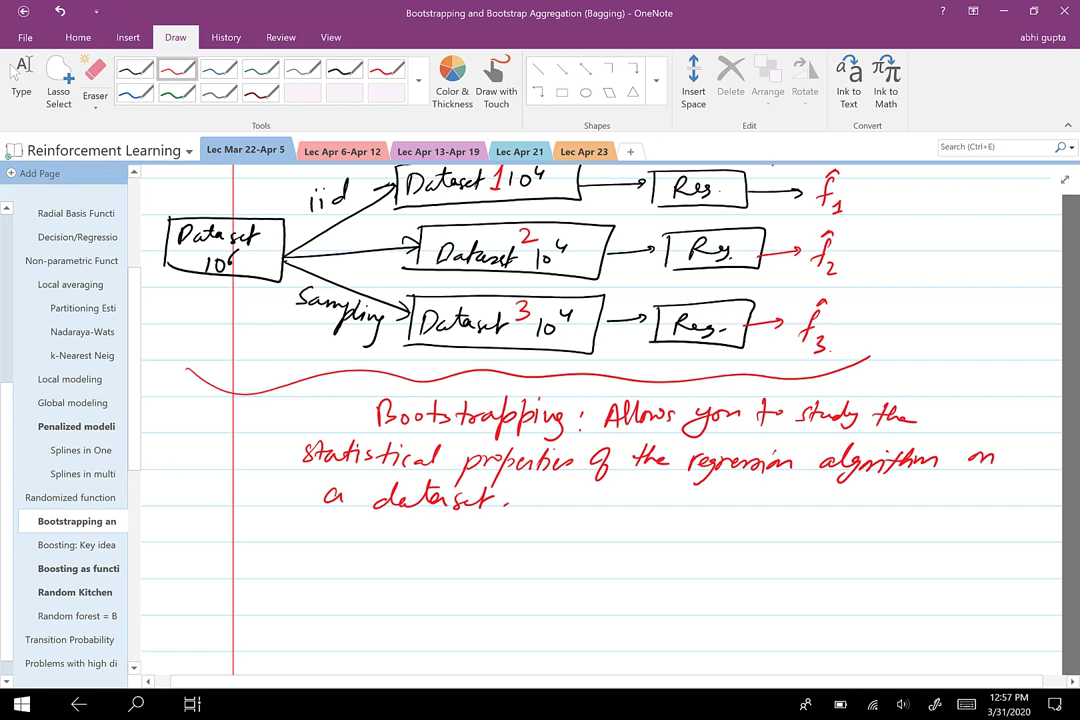 Bootstrapping and Bootstrap Aggregation (Bagging) - OneNote
File Home Insert Draw History Review View
abhi gupta
Type Lasso Select Eraser
Color & Thickness Draw with Touch
Insert Space Delete Arrange Rotate Ink to Text Ink to Math
Tools Shapes Edit Convert
Reinforcement Learning Lec Mar 22-Apr 5 Lec Apr 6-Apr 12 Lec Apr 13-Apr 19 Lec Apr 21 Lec Apr 23 Search (Ctrl+E)
Add Page
Radial Basis Functi
Decision/Regressio
Non-parametric Funct
Local averaging
Partitioning Esti
Nadaraya-Wats
k-Nearest Neig
Local modeling
Global modeling
Penalized modeli
Splines in One
Splines in multi
Randomized function
Bootstrapping an
Boosting: Key idea
Boosting as functi
Random Kitchen
Random forest = B
Transition Probability
Problems with high di
iid Dataset 1 10⁴ Reg. f̂₁
Dataset 10⁶ Dataset 2 10⁴ Reg. f̂₂
Sampling Dataset 3 10⁴ Reg. f̂₃.
Bootstrapping: Allows you to study the
statistical properties of the regression algorithm on
a dataset.
12:57 PM
3/31/2020